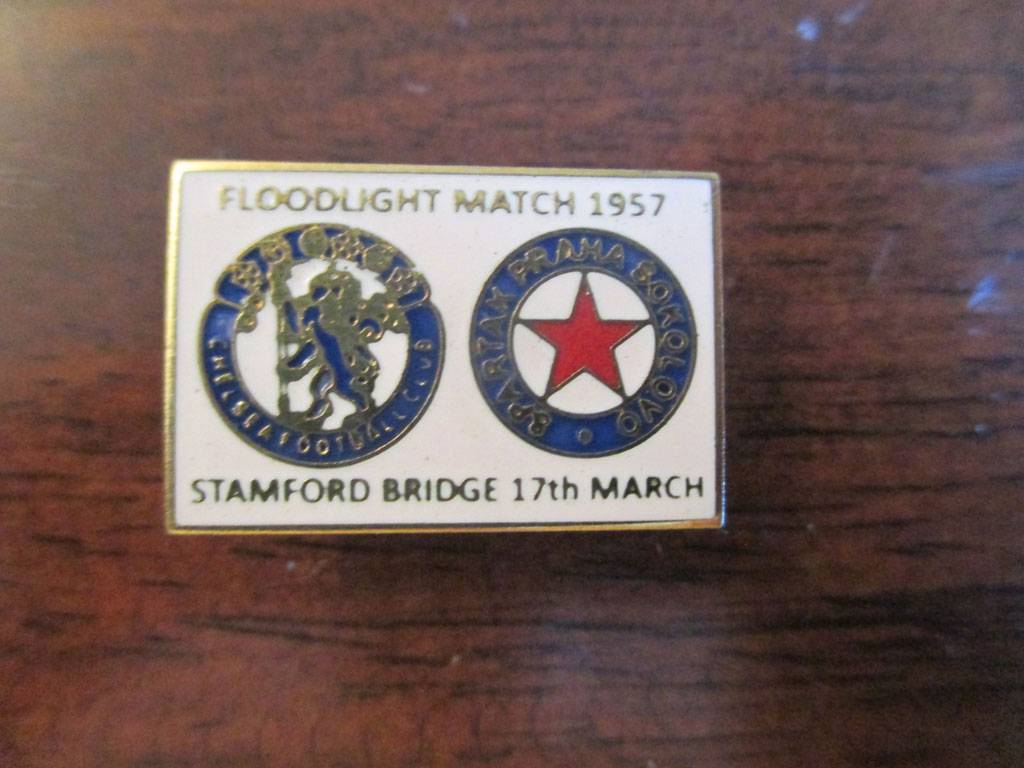 FLOODLIGHT MATCH 1957
CHELSEA FOOTBALL CLUB
SPARTAK PRAHA SOKOLOVO
STAMFORD BRIDGE 17th MARCH